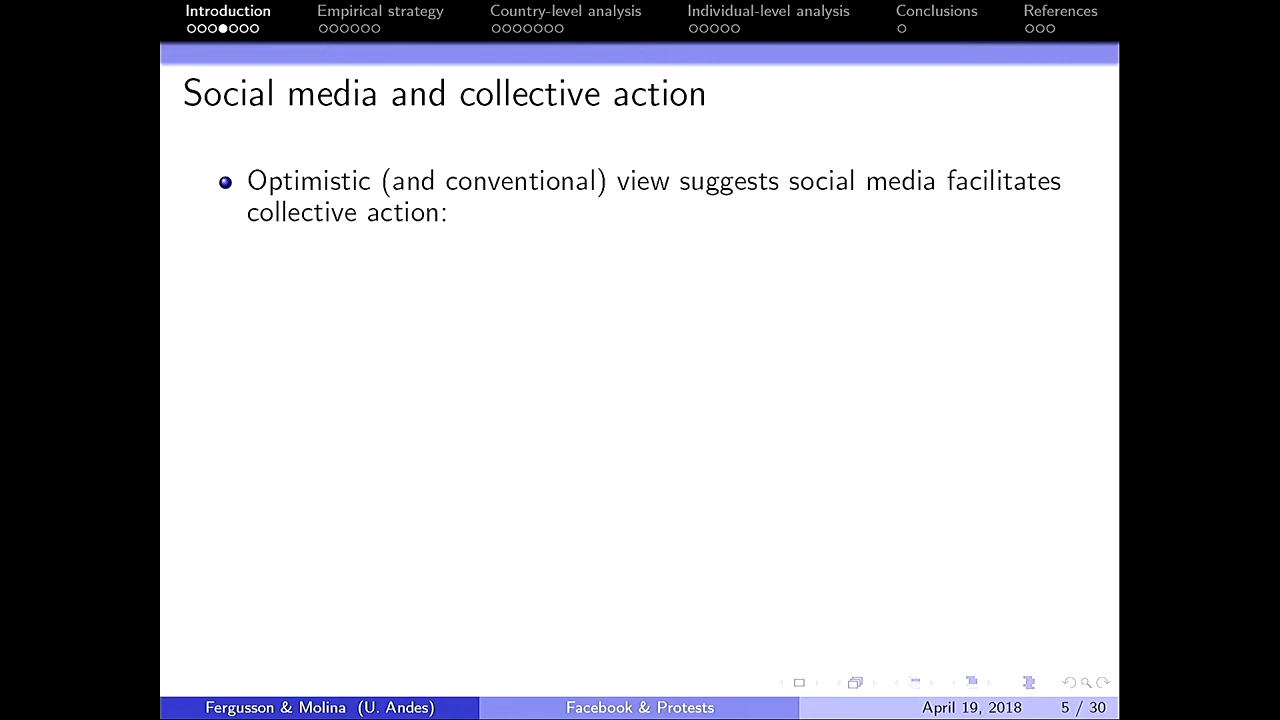 Introduction Empirical strategy Country-level analysis Individual-level analysis Conclusions References
Social media and collective action
Optimistic (and conventional) view suggests social media facilitates
collective action:
Fergusson & Molina (U. Andes) Facebook & Protests April 19, 2018 5 / 30